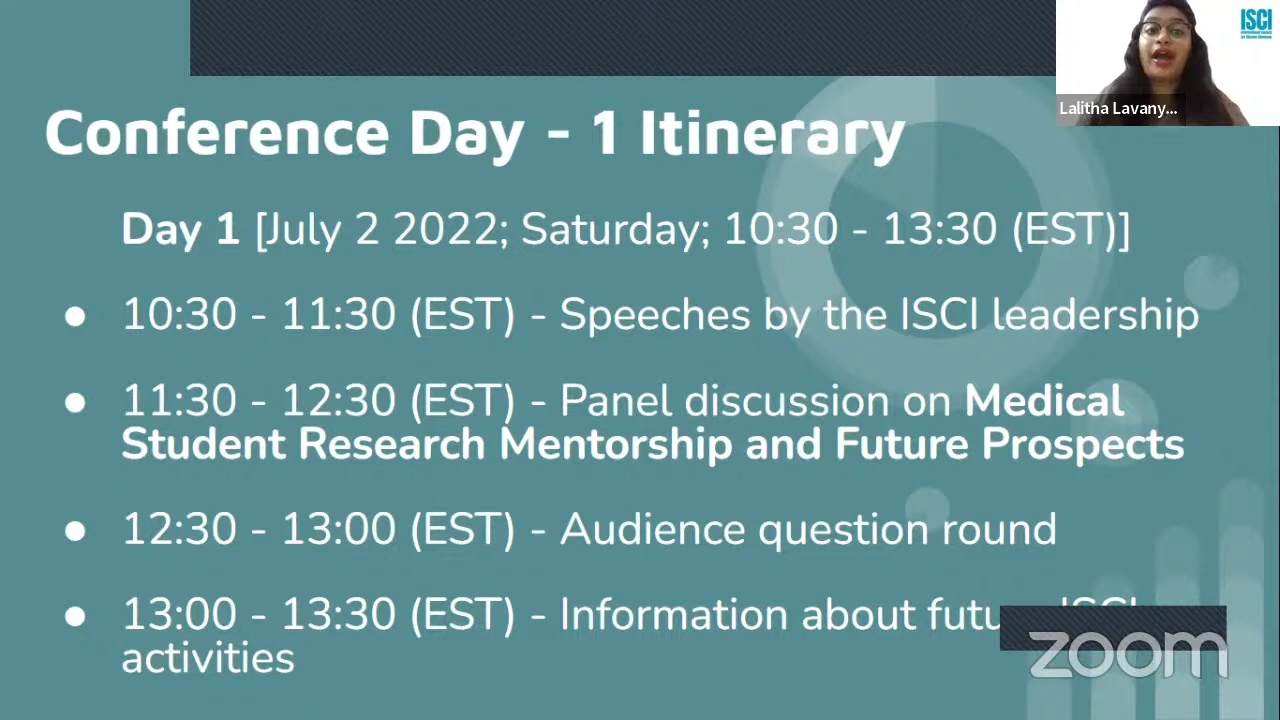 ISCI
Lalitha Lavany...
Conference Day - 1 Itinerary
Day 1 [July 2 2022; Saturday; 10:30 - 13:30 (EST)]
● 10:30 - 11:30 (EST) - Speeches by the ISCI leadership
● 11:30 - 12:30 (EST) - Panel discussion on Medical
Student Research Mentorship and Future Prospects
● 12:30 - 13:00 (EST) - Audience question round
● 13:00 - 13:30 (EST) - Information about futu ISCI
activities
zoom